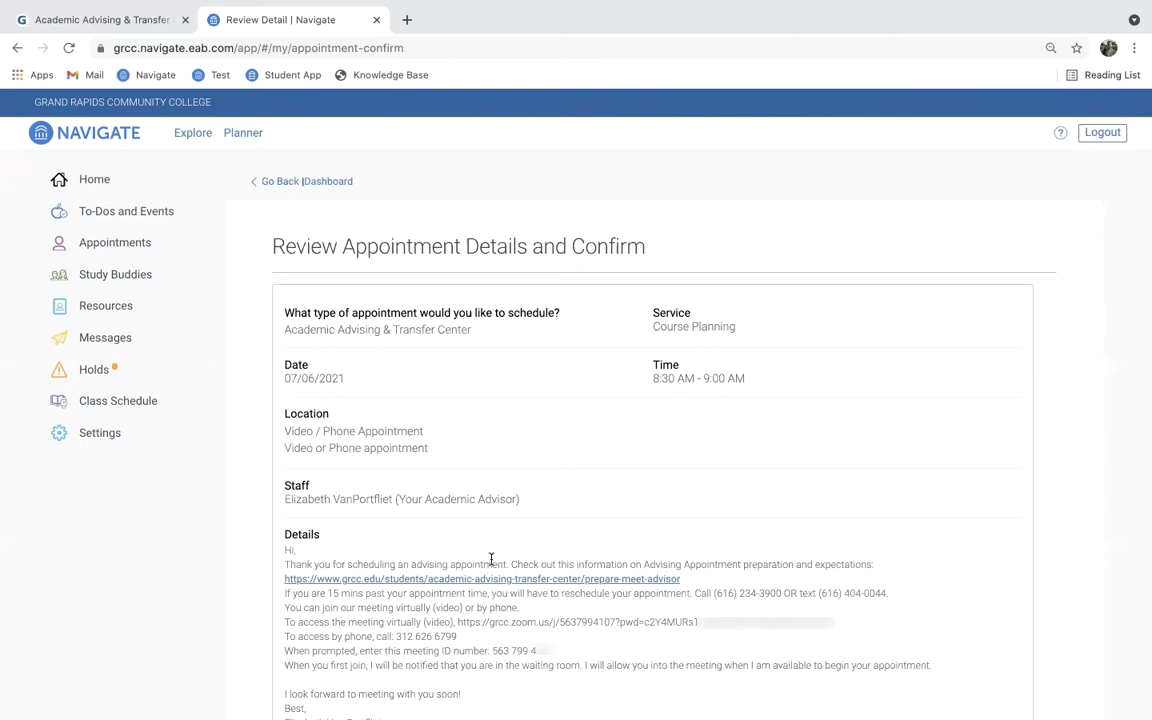 Academic Advising & Transfer
Review Detail | Navigate
grcc.navigate.eab.com/app/#/my/appointment-confirm
Apps
Mail
Navigate
Test
Student App
Knowledge Base
Reading List
GRAND RAPIDS COMMUNITY COLLEGE
NAVIGATE
Explore
Planner
?
Logout
Home
To-Dos and Events
Appointments
Study Buddies
Resources
Messages
Holds
Class Schedule
Settings
Go Back |Dashboard
Review Appointment Details and Confirm
What type of appointment would you like to schedule?
Academic Advising & Transfer Center
Service
Course Planning
Date
07/06/2021
Time
8:30 AM - 9:00 AM
Location
Video / Phone Appointment
Video or Phone appointment
Staff
Elizabeth VanPortfliet (Your Academic Advisor)
Details
Hi,
Thank you for scheduling an advising appointment. Check out this information on Advising Appointment preparation and expectations:
https://www.grcc.edu/students/academic-advising-transfer-center/prepare-meet-advisor
If you are 15 mins past your appointment time, you will have to reschedule your appointment. Call (616) 234-3900 OR text (616) 404-0044.
You can join our meeting virtually (video) or by phone.
To access the meeting virtually (video), https://grcc.zoom.us/j/5637994107?pwd=c2Y4MURs1
To access by phone, call: 312 626 6799
When prompted, enter this meeting ID number: 563 799 4
When you first join, I will be notified that you are in the waiting room. I will allow you into the meeting when I am available to begin your appointment.
I look forward to meeting with you soon!
Best,